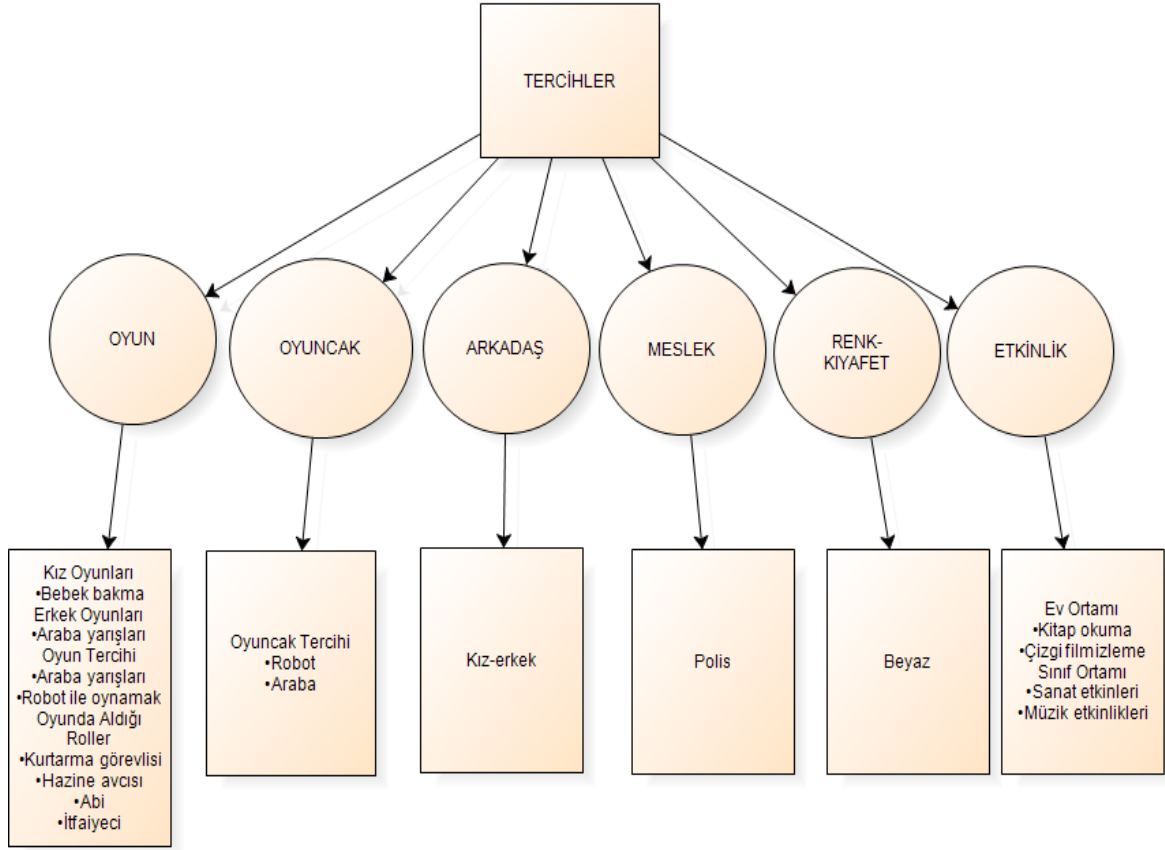 TERCİHLER
OYUN
OYUNCAK
ARKADAŞ
MESLEK
RENK-
KIYAFET
ETKİNLİK
Kız Oyunları
•Bebek bakma
Erkek Oyunları
•Araba yarışları
Oyun Tercihi
•Araba yarışları
•Robot ile oynamak
Oyunda Aldığı
Roller
•Kurtarma görevlisi
•Hazine avcısı
•Abi
•İtfaiyeci
Oyuncak Tercihi
•Robot
•Araba
Kız-erkek
Polis
Beyaz
Ev Ortamı
•Kitap okuma
•Çizgi filmizleme
Sınıf Ortamı
•Sanat etkinleri
•Müzik etkinlikleri